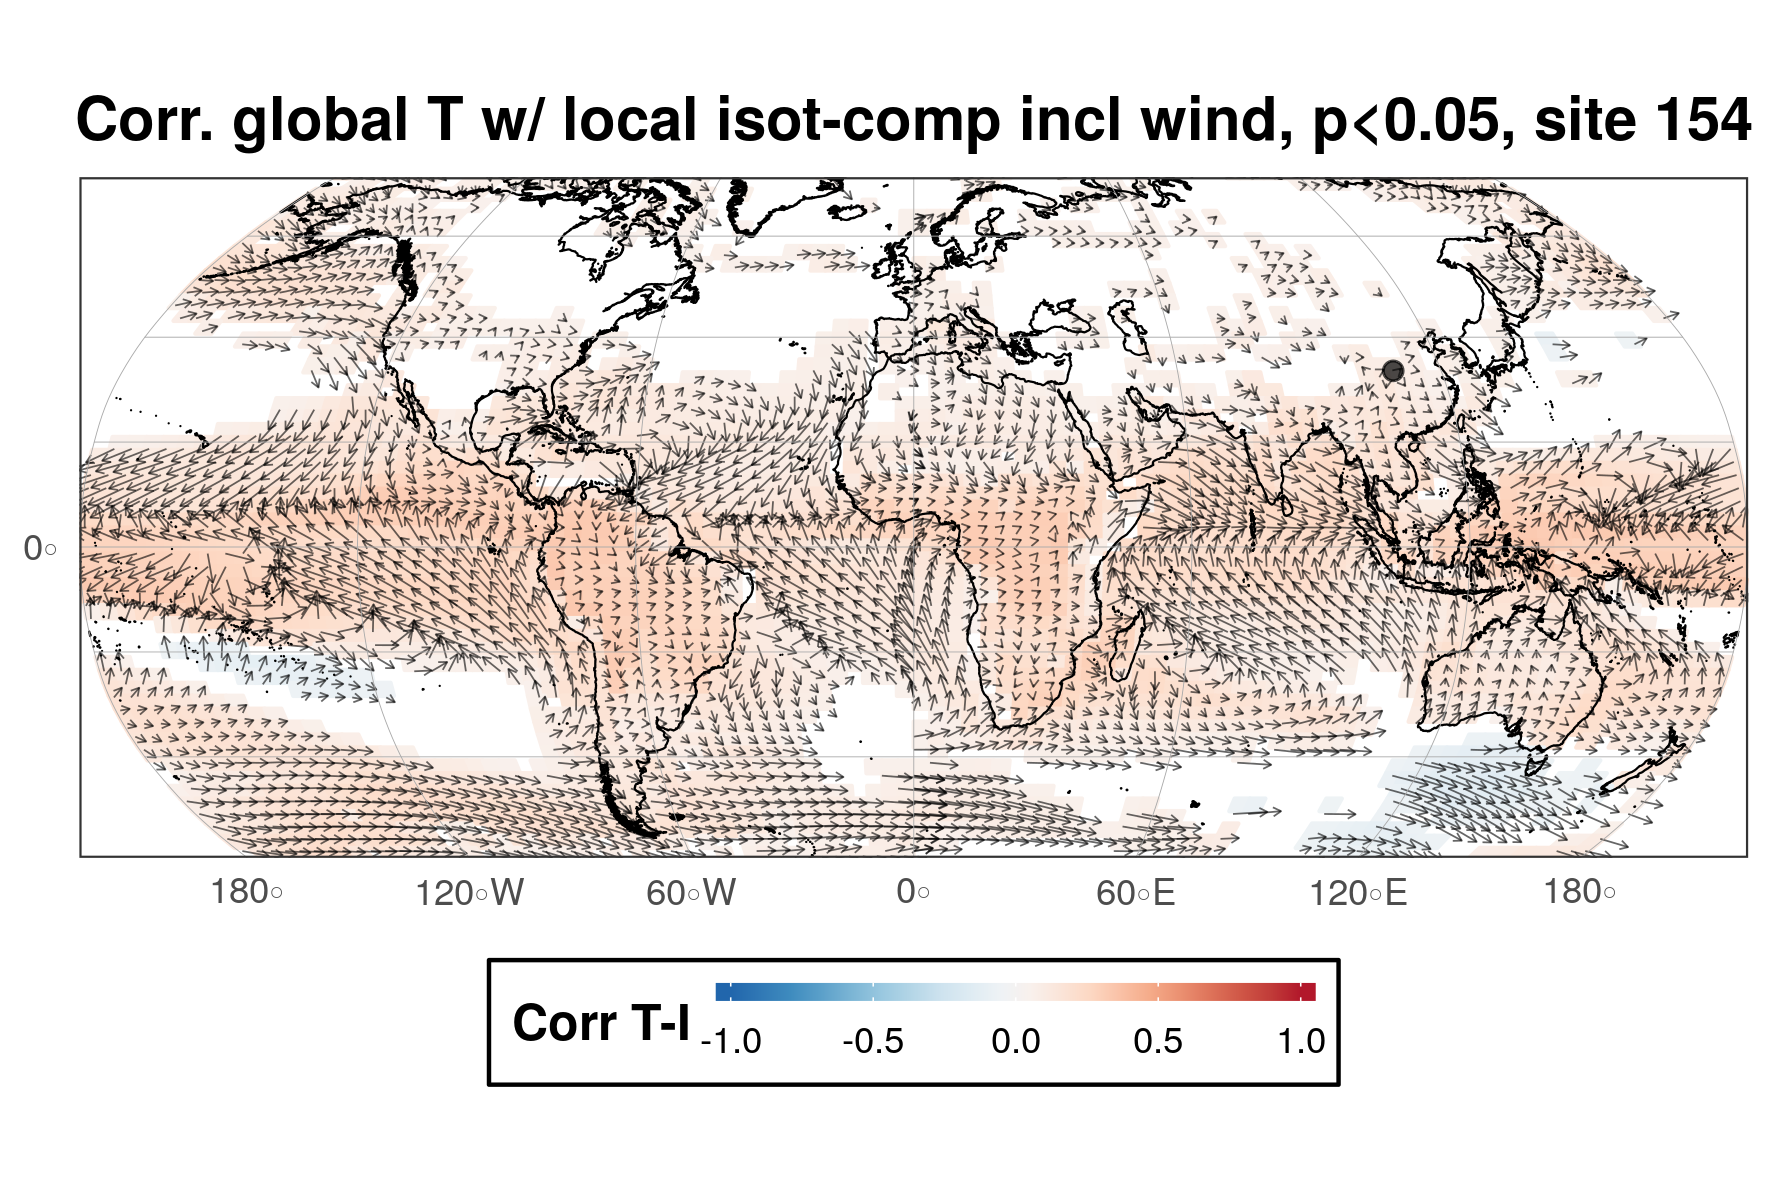 Corr. global T w/ local isot-comp incl wind, p<0.05, site 154
0°
180° 120°W 60°W 0° 60°E 120°E 180°
Corr T-I
-1.0 -0.5 0.0 0.5 1.0